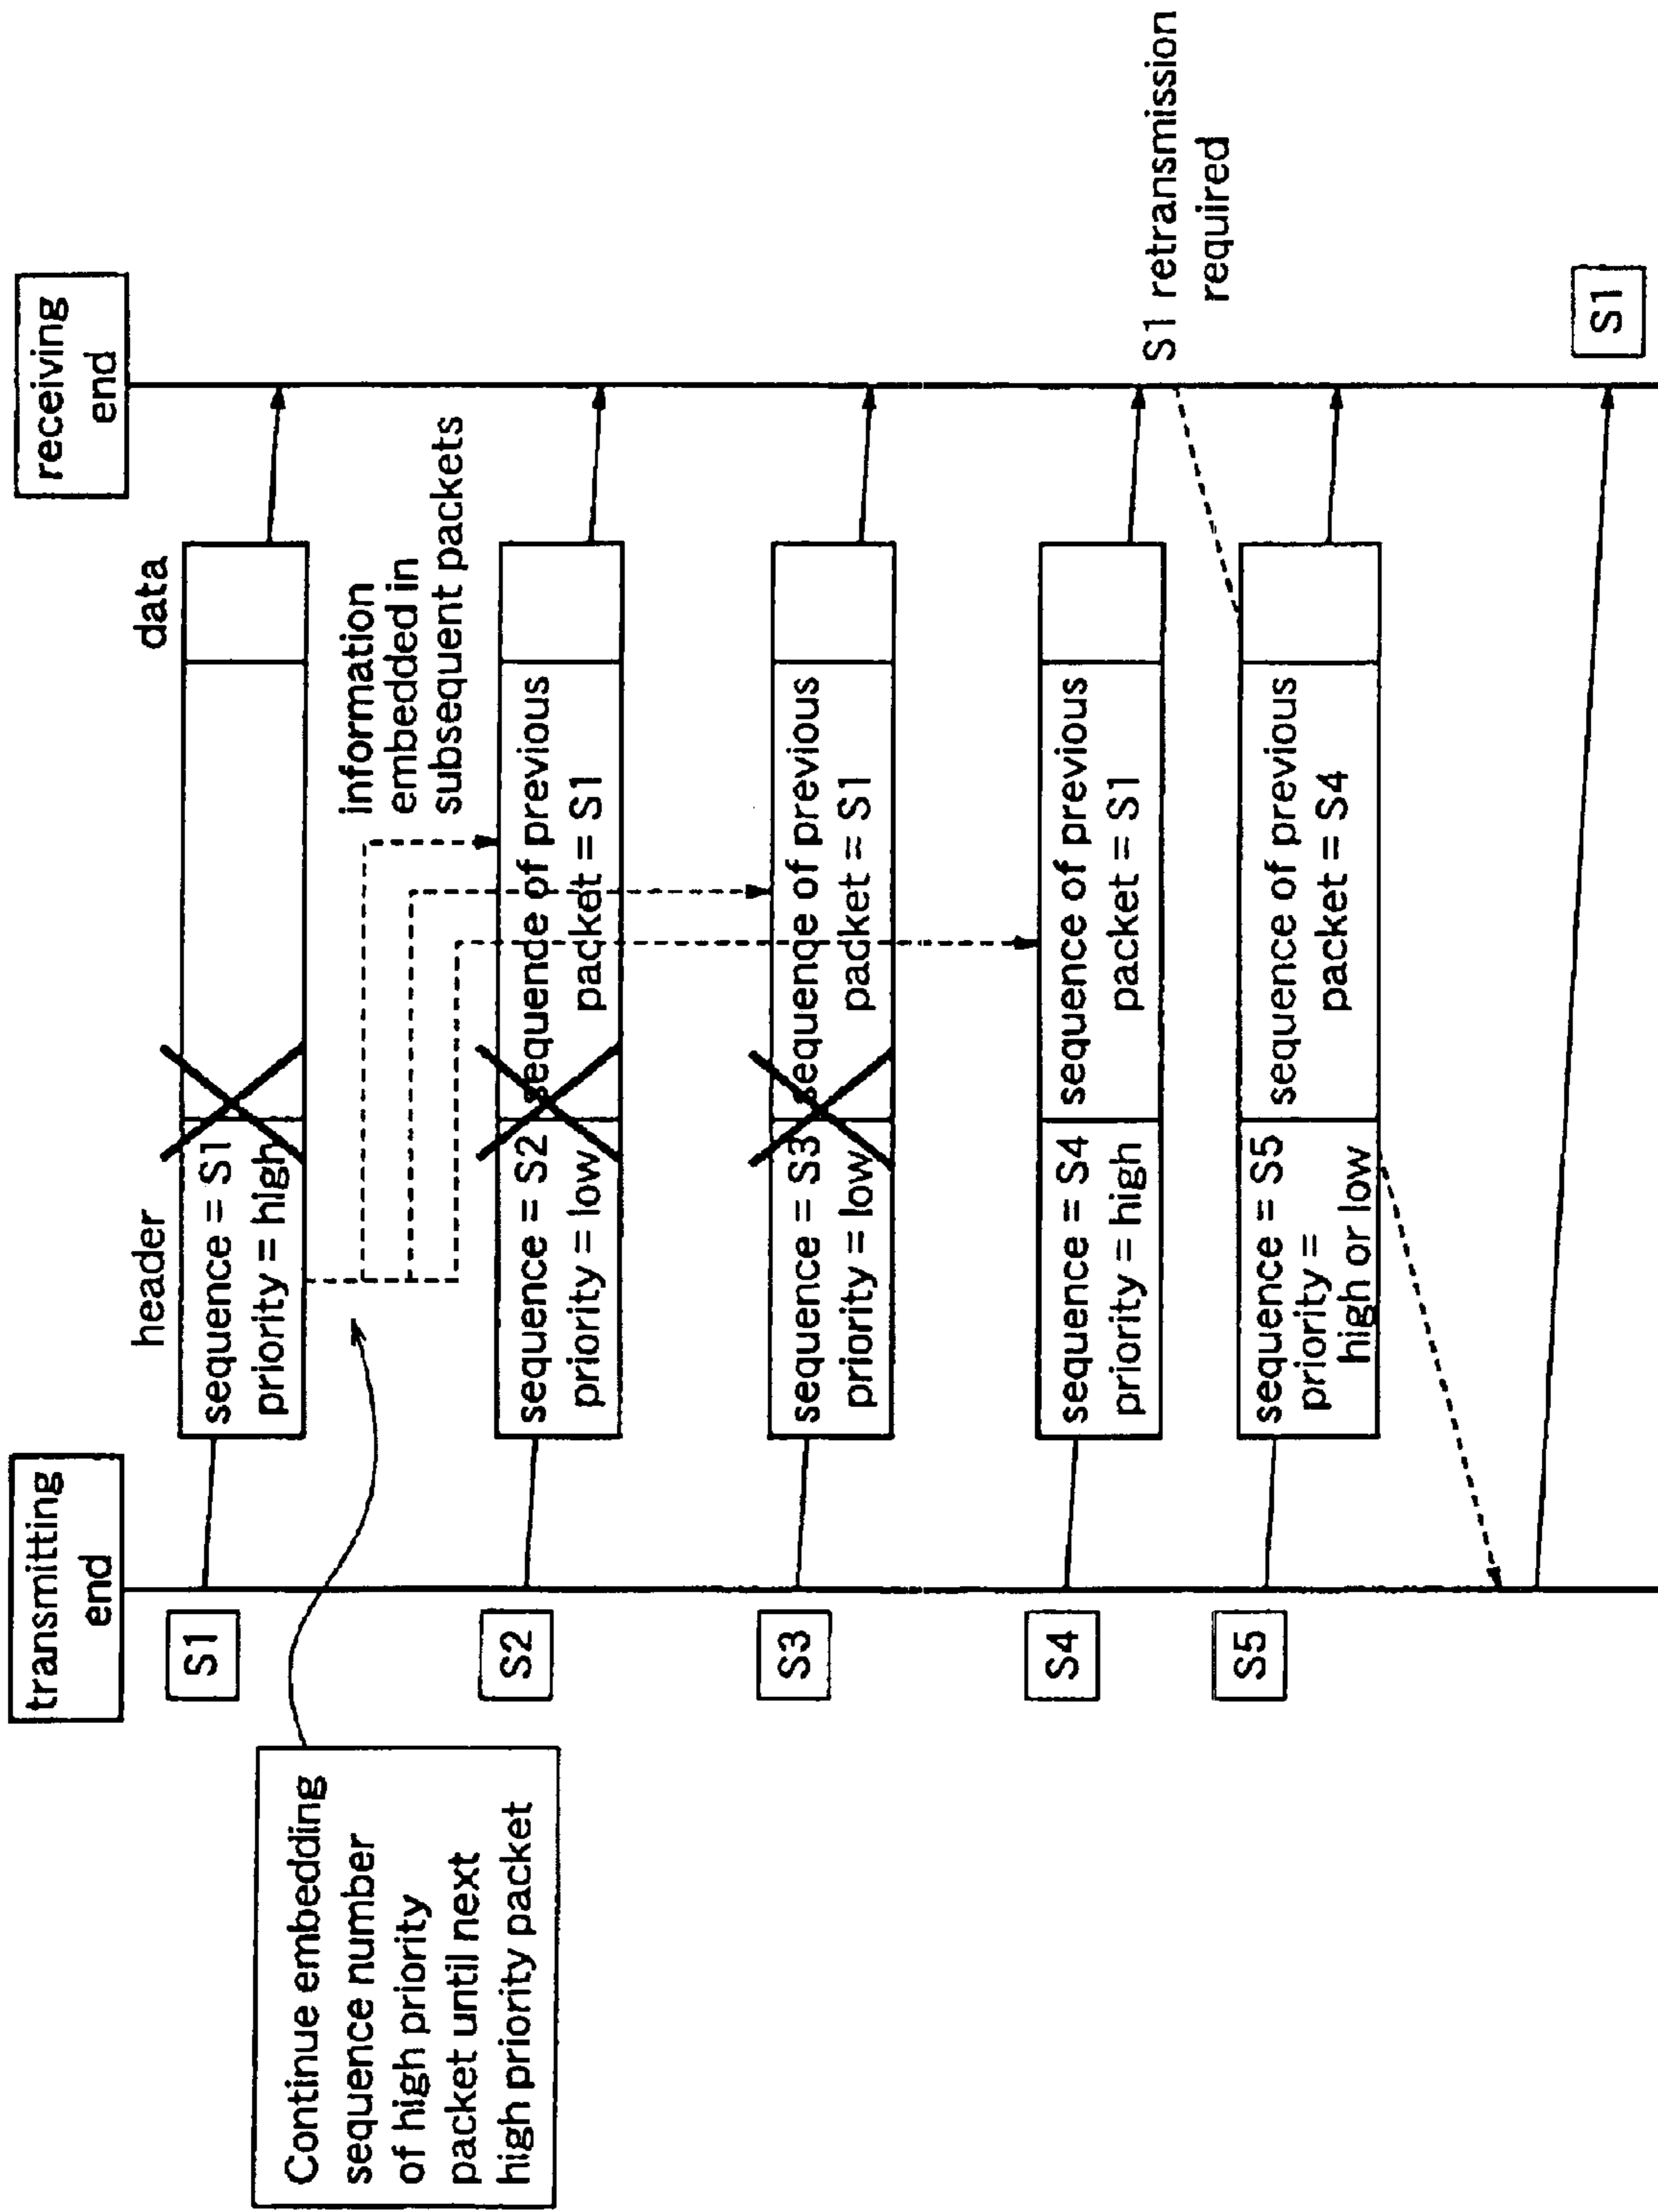 transmitting
end
receiving
end
header
data
S1
sequence = S1
priority = high
Continue embedding
sequence number
of high priority
packet until next
high priority packet
information
embedded in
subsequent packets
S2
sequence = S2
priority = low
sequence of previous
packet = S1
S3
sequence = S3
priority = low
sequence of previous
packet = S1
S4
sequence = S4
priority = high
sequence of previous
packet = S1
S1 retransmission
required
S5
sequence = S5
priority =
high or low
sequence of previous
packet = S4
S1